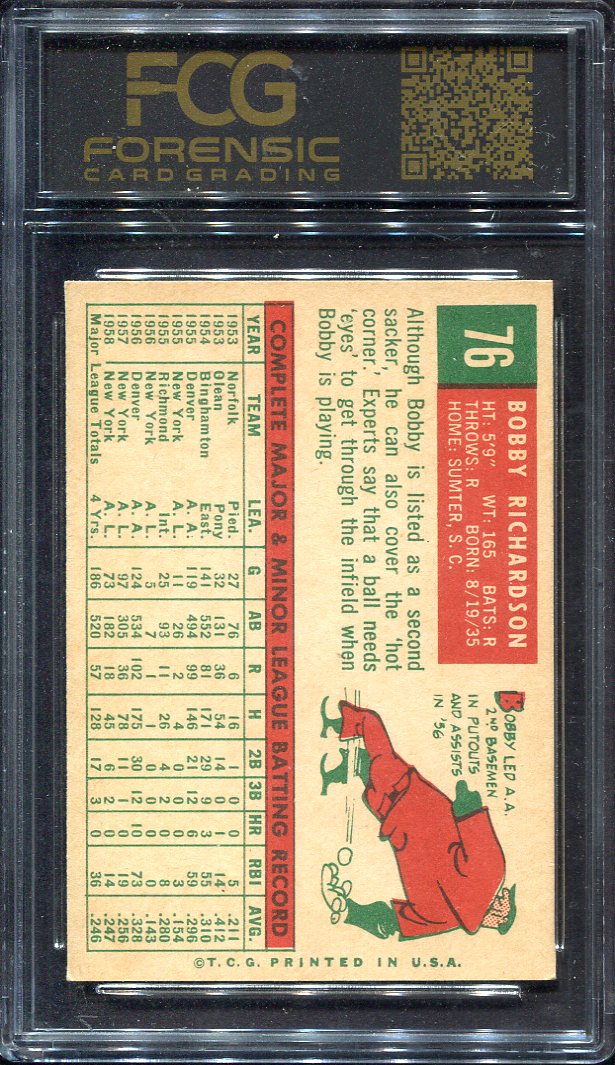 FCG
FORENSIC
CARD GRADING
76
BOBBY RICHARDSON
HT: 5'9" WT: 165 BATS: R
THROWS: R BORN: 8/19/35
HOME: SUMTER, S. C.
Although Bobby is listed as a second
sacker, he can also cover the 'hot
corner.' Experts say that a ball needs
'eyes' to get through the infield when
Bobby is playing.
BOBBY LED A.A.
2ND BASEMEN
IN PUTOUTS
AND ASSISTS
IN '56
COMPLETE MAJOR & MINOR LEAGUE BATTING RECORD
YEAR TEAM LEA. G AB R H 2B 3B HR RBI AVG.
1953 Norfolk Pied. 27 76 6 16 1 0 0 5 .211
1953 Olean Pony 32 131 36 54 14 0 3 14 .412
1954 Binghamton East 141 552 81 171 29 9 3 55 .310
1955 Denver A. A. 119 494 99 146 21 12 6 59 .296
1955 New York A. L. 11 26 2 4 0 0 0 3 .154
1955 Richmond Int. 25 93 11 26 4 2 0 8 .280
1956 New York A. L. 5 7 1 1 0 0 0 0 .143
1956 Denver A. A. 124 534 102 175 30 12 10 73 .328
1957 New York A. L. 97 305 36 78 11 1 0 19 .256
1958 New York A. L. 73 182 18 45 6 2 0 14 .247
Major League Totals 4 Yrs. 186 520 57 128 17 3 0 36 .246
©T. C. G. PRINTED IN U.S.A.